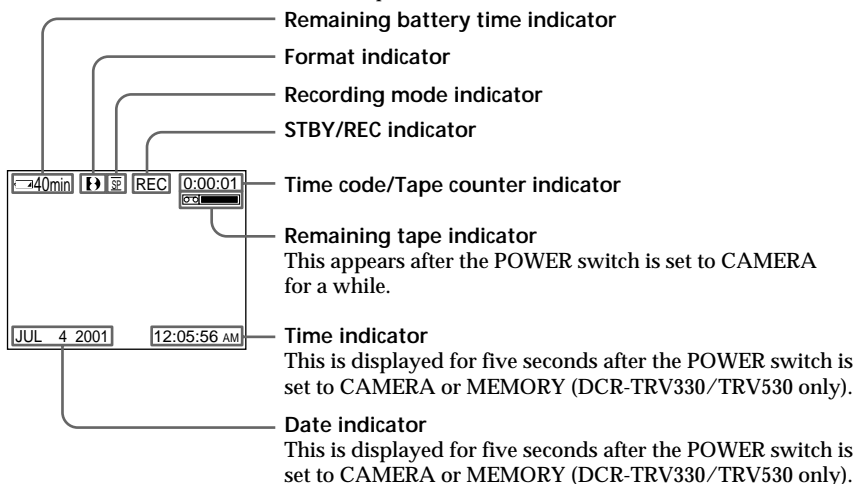 Remaining battery time indicator
Format indicator
Recording mode indicator
STBY/REC indicator
40min SP REC 0:00:01
Time code/Tape counter indicator
Remaining tape indicator
This appears after the POWER switch is set to CAMERA
for a while.
JUL 4 2001 12:05:56 AM
Time indicator
This is displayed for five seconds after the POWER switch is
set to CAMERA or MEMORY (DCR-TRV330/TRV530 only).
Date indicator
This is displayed for five seconds after the POWER switch is
set to CAMERA or MEMORY (DCR-TRV330/TRV530 only).